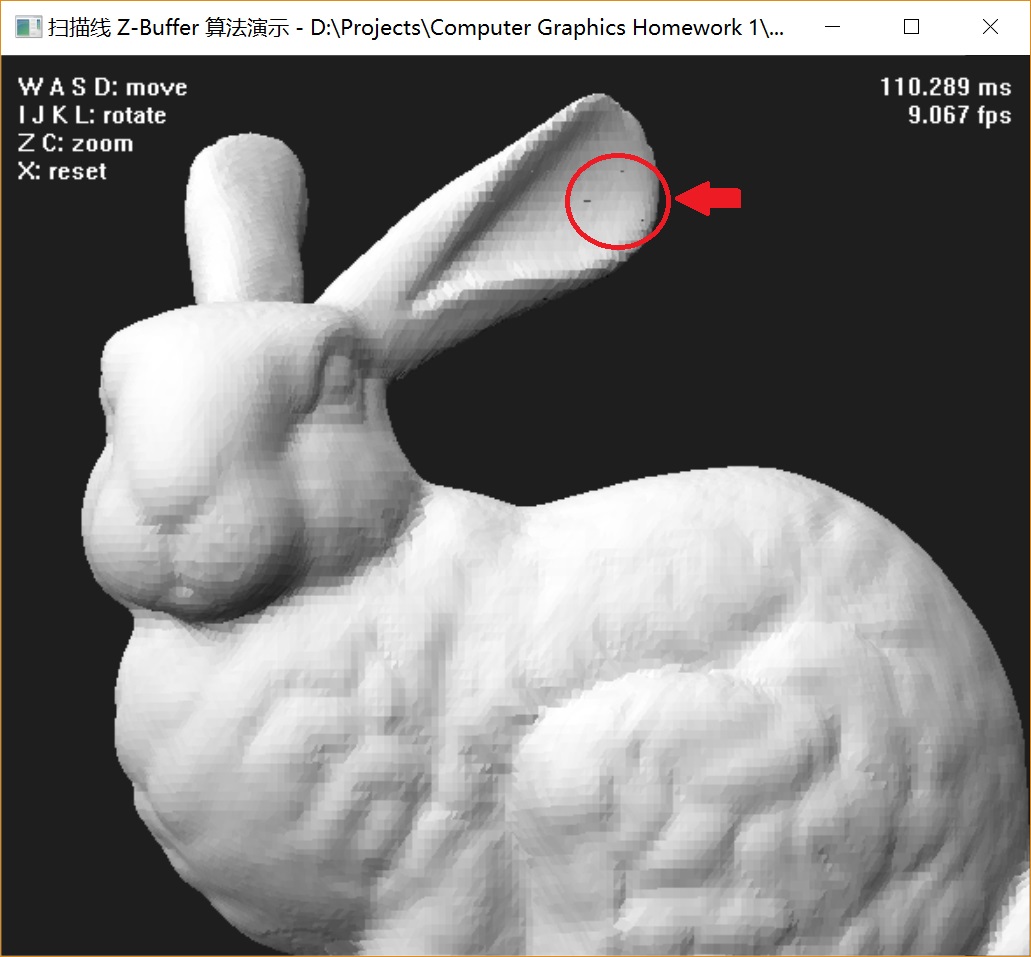 扫描线 Z-Buffer 算法演示 - D:\Projects\Computer Graphics Homework 1\...
W A S D: move
I J K L: rotate
Z C: zoom
X: reset
110.289 ms
9.067 fps